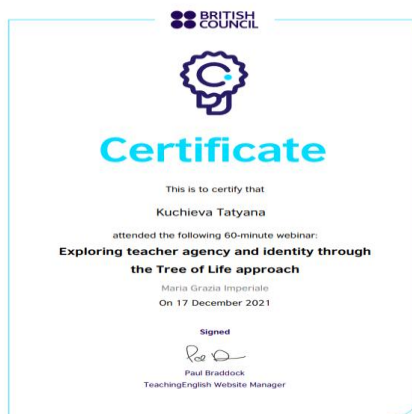 BRITISH
COUNCIL
Certificate
This is to certify that
Kuchieva Tatyana
attended the following 60-minute webinar:
Exploring teacher agency and identity through
the Tree of Life approach
Maria Grazia Imperiale
On 17 December 2021
Signed
Paul Braddock
TeachingEnglish Website Manager